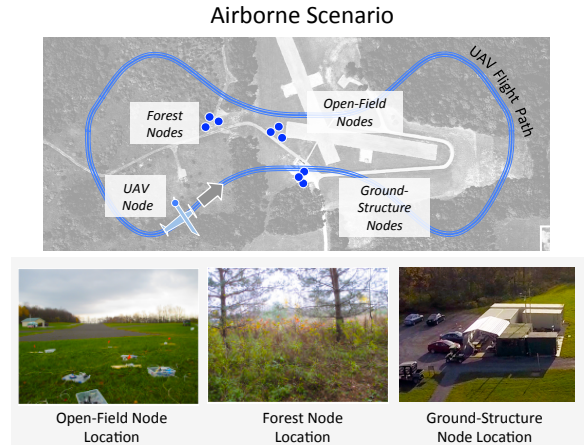 Airborne Scenario
UAV Flight Path
Forest
Nodes
Open-Field
Nodes
UAV
Node
Ground-
Structure
Nodes
Open-Field Node
Location
Forest Node
Location
Ground-Structure
Node Location